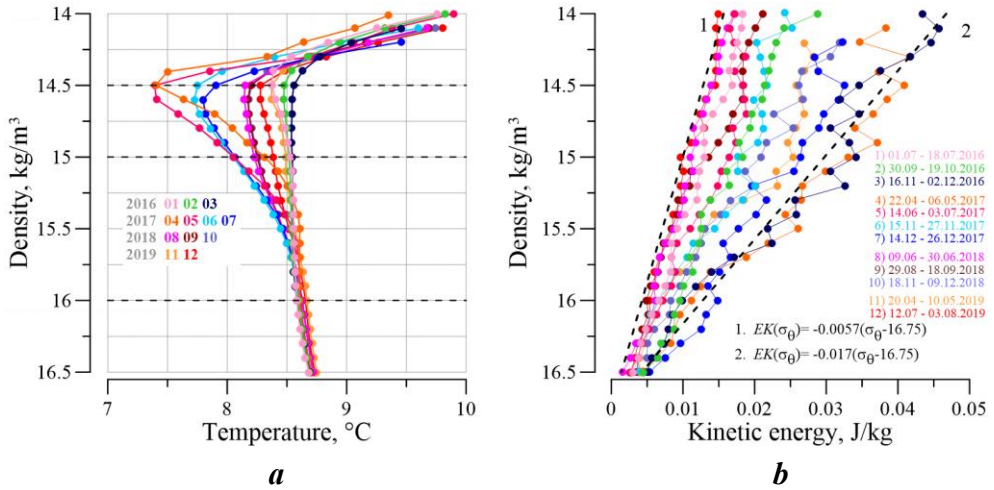 14
14.5
15
15.5
16
16.5
Density, kg/m³
7
8
9
10
Temperature, °C
2016 01 02 03
2017 04 05 06 07
2018 08 09 10
2019 11 12
a
14
14.5
15
15.5
16
16.5
Density, kg/m³
0
0.01
0.02
0.03
0.04
0.05
Kinetic energy, J/kg
1
2
1) 01.07 - 18.07.2016
2) 30.09 - 19.10.2016
3) 16.11 - 02.12.2016
4) 22.04 - 06.05.2017
5) 14.06 - 03.07.2017
6) 15.11 - 27.11.2017
7) 14.12 - 26.12.2017
8) 09.06 - 30.06.2018
9) 29.08 - 18.09.2018
10) 18.11 - 09.12.2018
11) 20.04 - 10.05.2019
12) 12.07 - 03.08.2019
1. EK(σθ)= -0.0057(σθ-16.75)
2. EK(σθ)= -0.017(σθ-16.75)
b